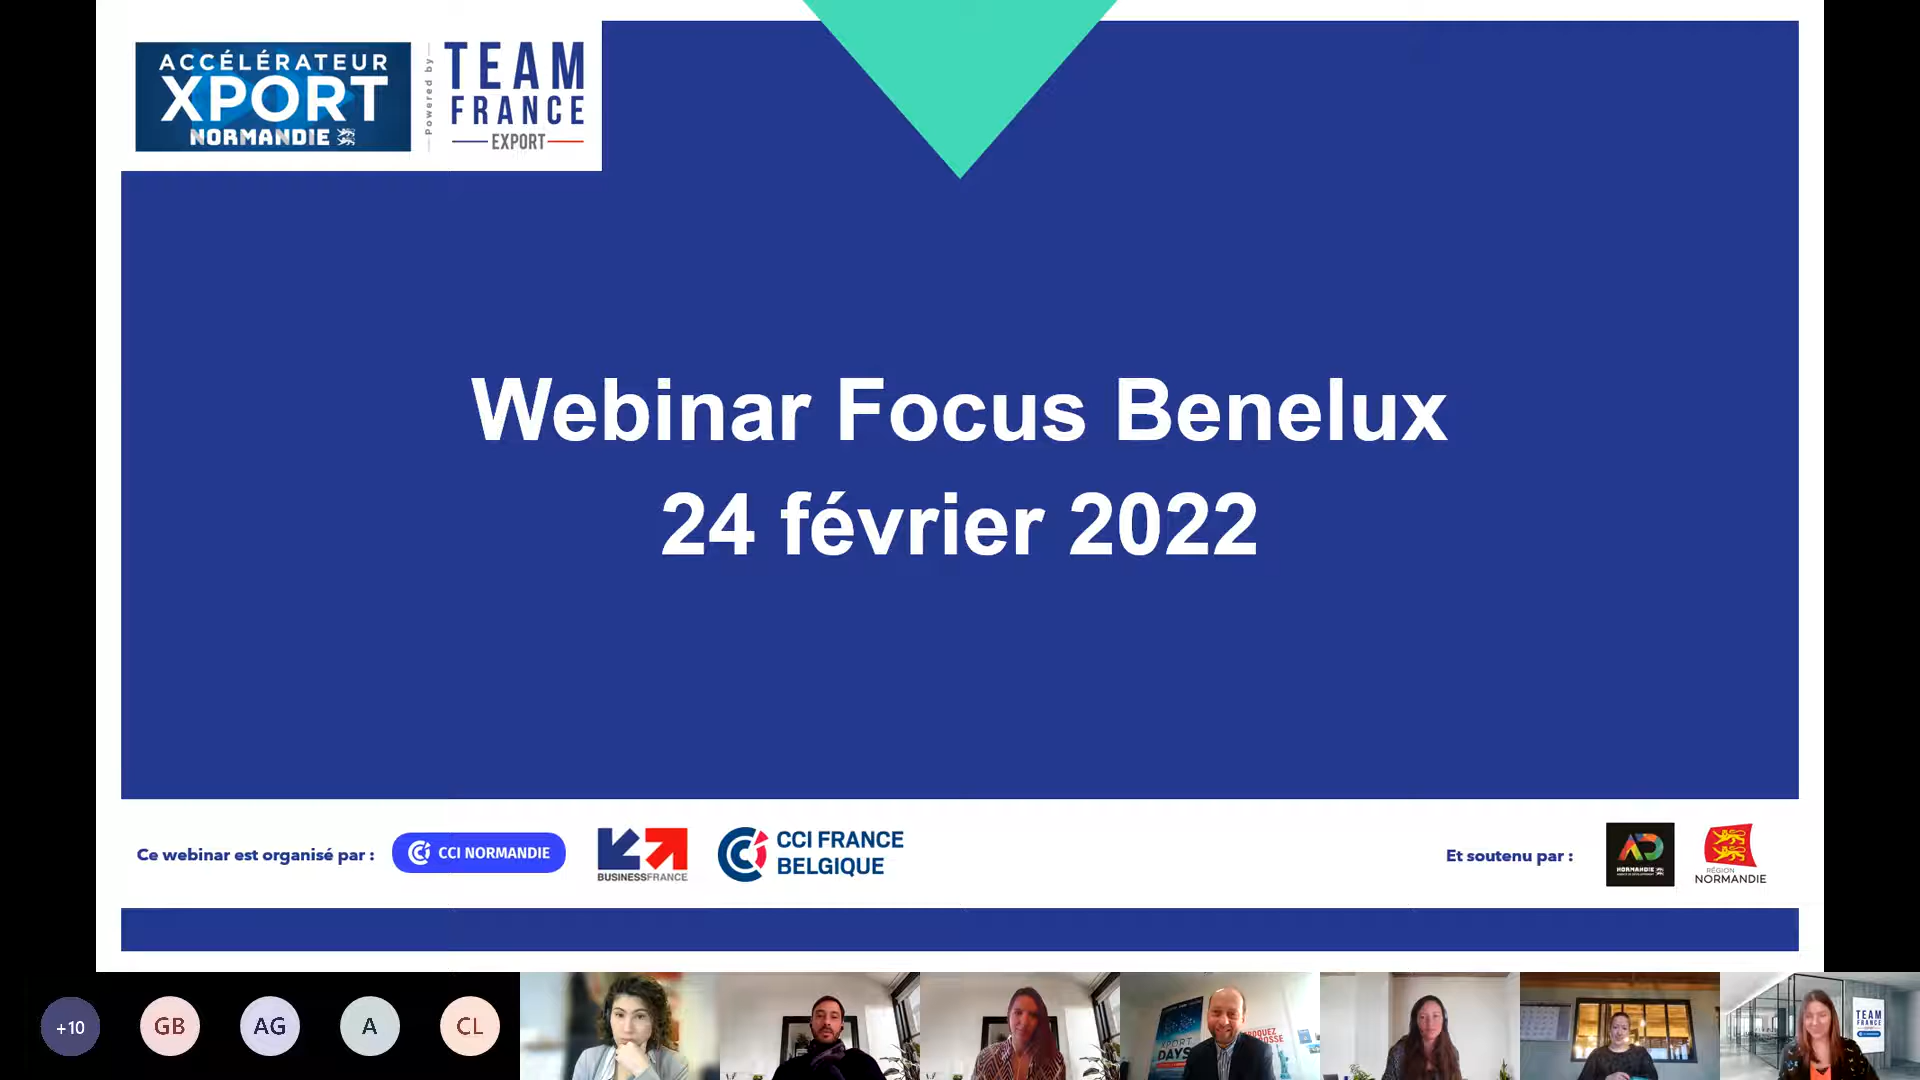 ACCÉLÉRATEUR
XPORT
NORMANDIE
Powered by
TEAM
FRANCE
EXPORT
Webinar Focus Benelux
24 février 2022
Ce webinar est organisé par :
CCI NORMANDIE
BUSINESSFRANCE
CCI FRANCE
BELGIQUE
Et soutenu par :
AD
NORMANDIE
RÉGION
NORMANDIE
+10
GB
AG
A
CL
XPORT
DAYS
TEAM
FRANCE